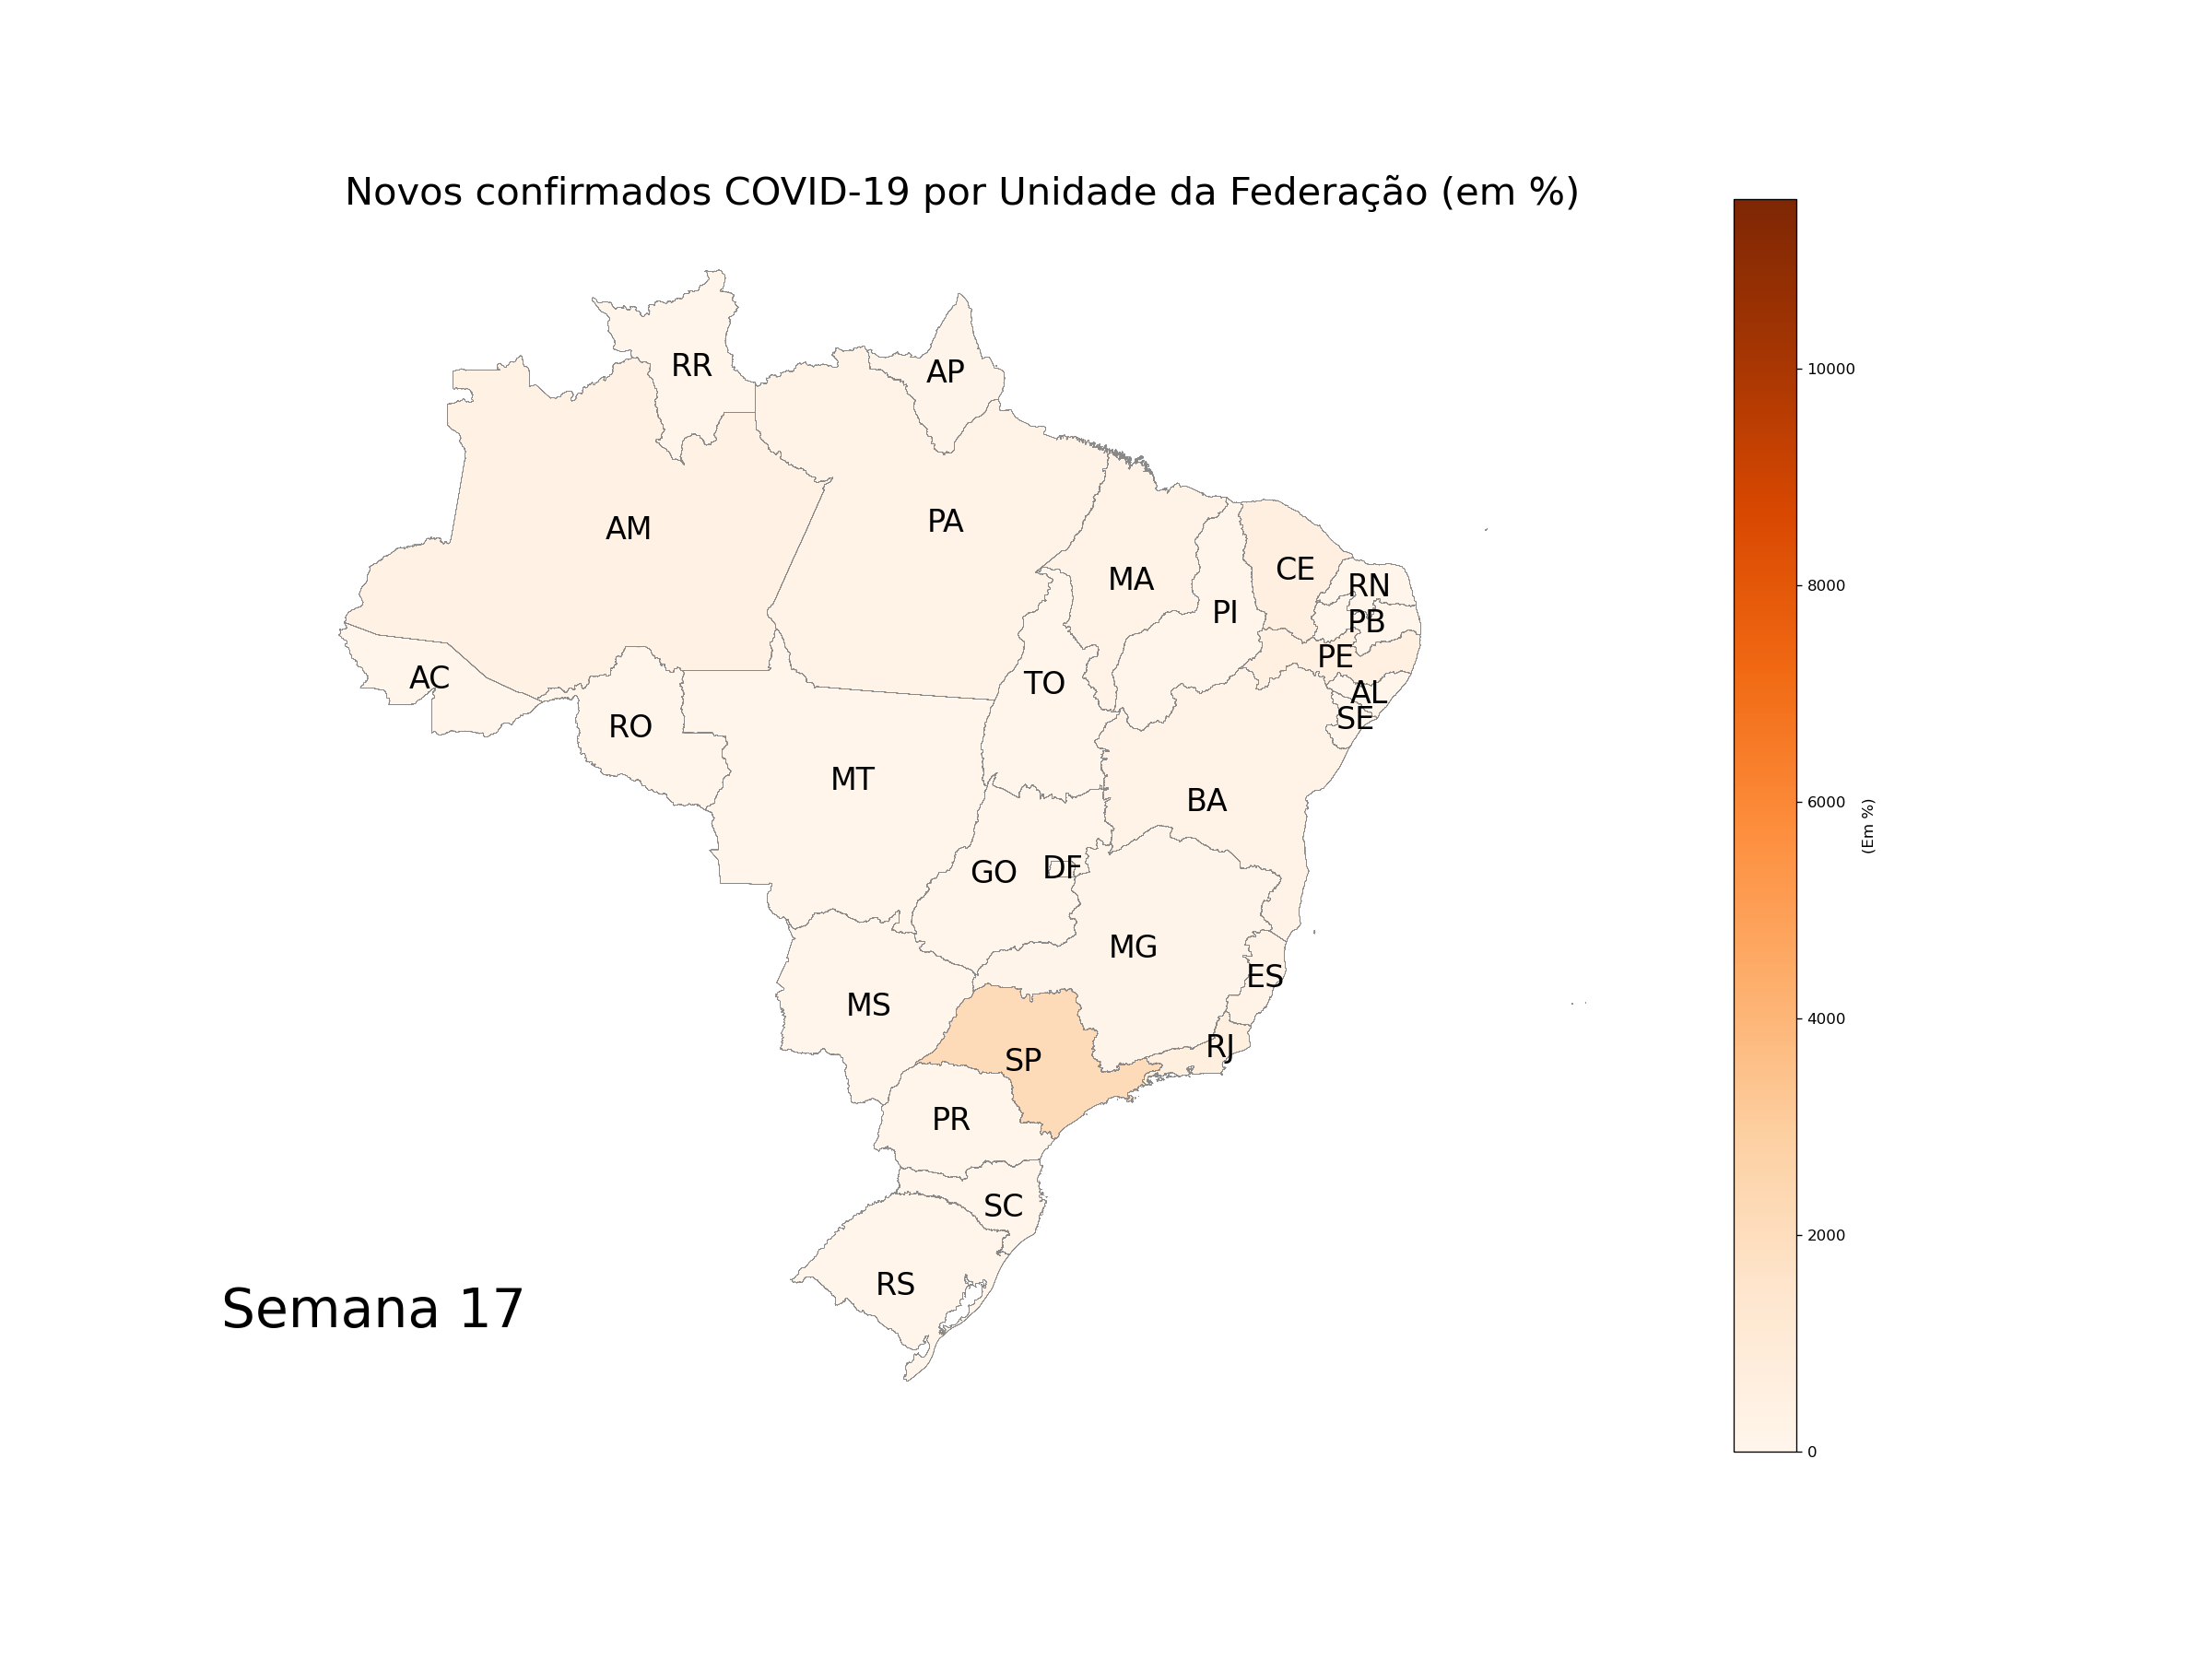 Novos confirmados COVID-19 por Unidade da Federação (em %)
RR
AP
10000
AM
PA
CE
8000
MA
RN
PI
PB
PE
AC
TO
AL
SE
RO
MT
BA
6000
(Em %)
GO
DF
MG
ES
MS
4000
RJ
SP
PR
SC
2000
RS
Semana 17
0